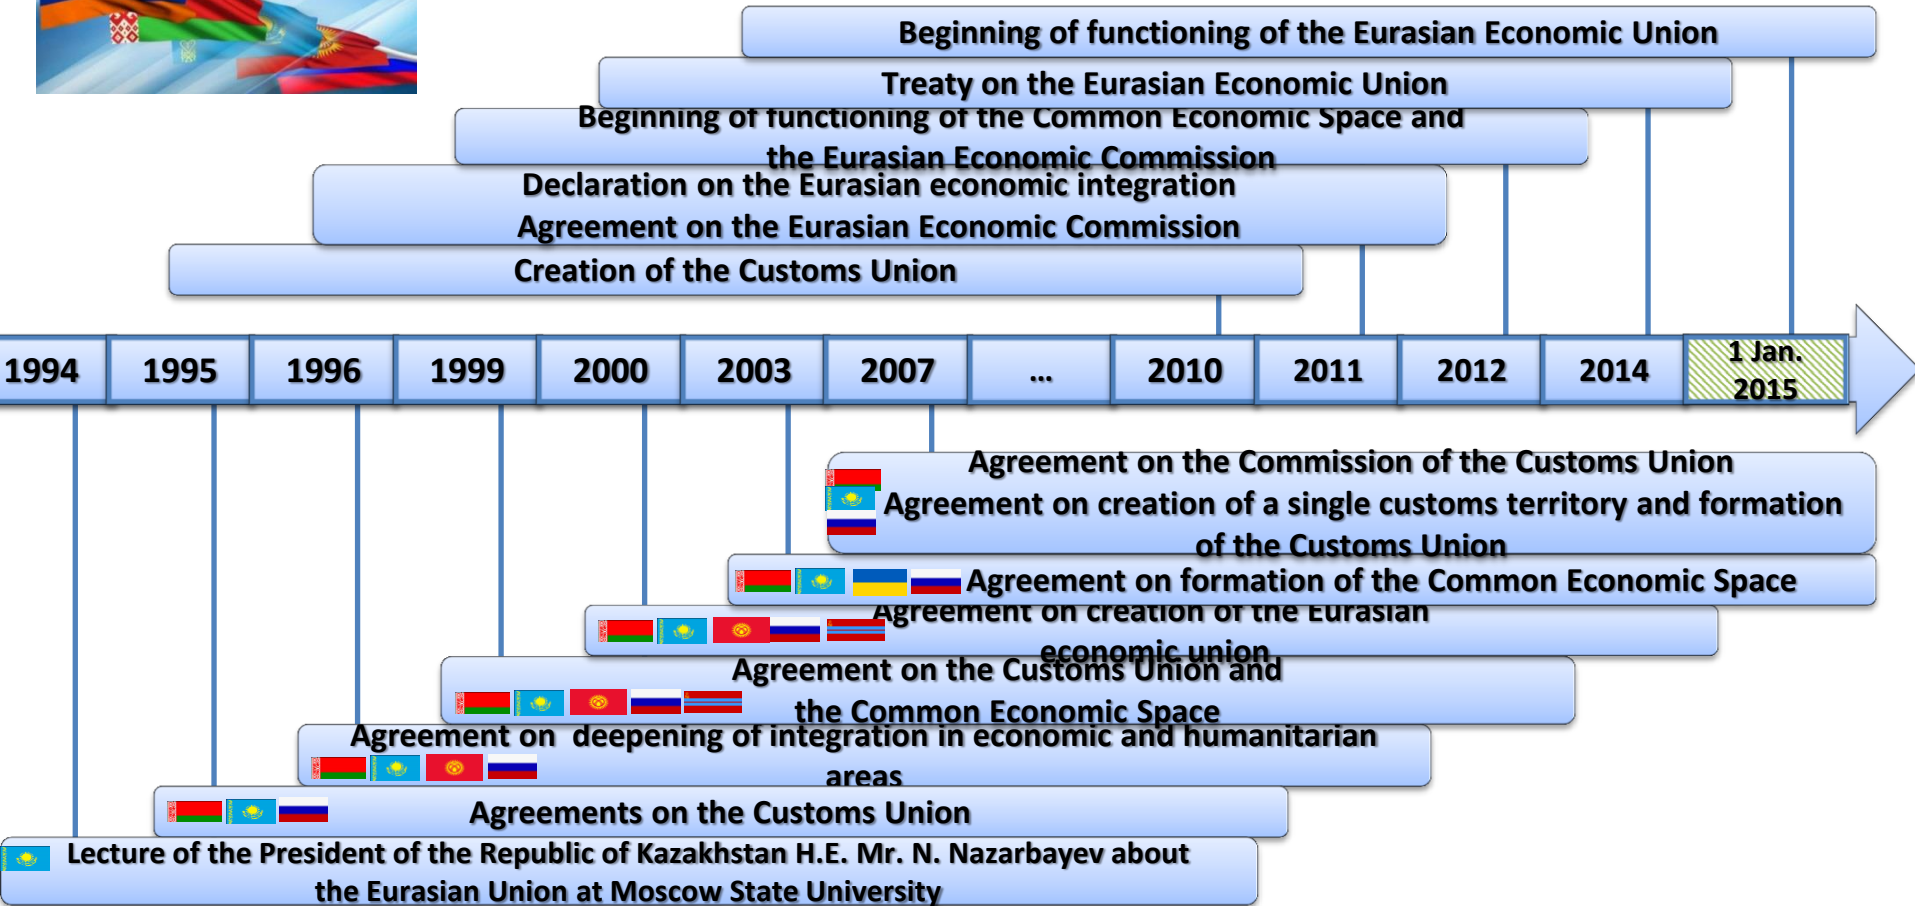 Beginning of functioning of the Eurasian Economic Union
Treaty on the Eurasian Economic Union
Beginning of functioning of the Common Economic Space and
the Eurasian Economic Commission
Declaration on the Eurasian economic integration
Agreement on the Eurasian Economic Commission
Creation of the Customs Union
1994
1995
1996
1999
2000
2003
2007
...
2010
2011
2012
2014
1 Jan.
2015
Agreement on the Commission of the Customs Union
Agreement on creation of a single customs territory and formation
of the Customs Union
Agreement on formation of the Common Economic Space
Agreement on creation of the Eurasian
economic union
Agreement on the Customs Union and
the Common Economic Space
Agreement on deepening of integration in economic and humanitarian
areas
Agreements on the Customs Union
Lecture of the President of the Republic of Kazakhstan H.E. Mr. N. Nazarbayev about
the Eurasian Union at Moscow State University